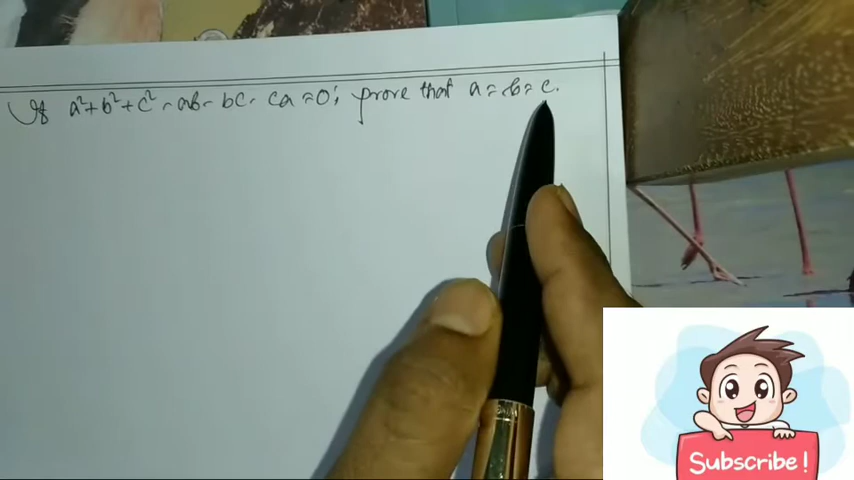 If a²+b²+c²-ab-bc-ca=0; prove that a=b=c.
Subscribe!